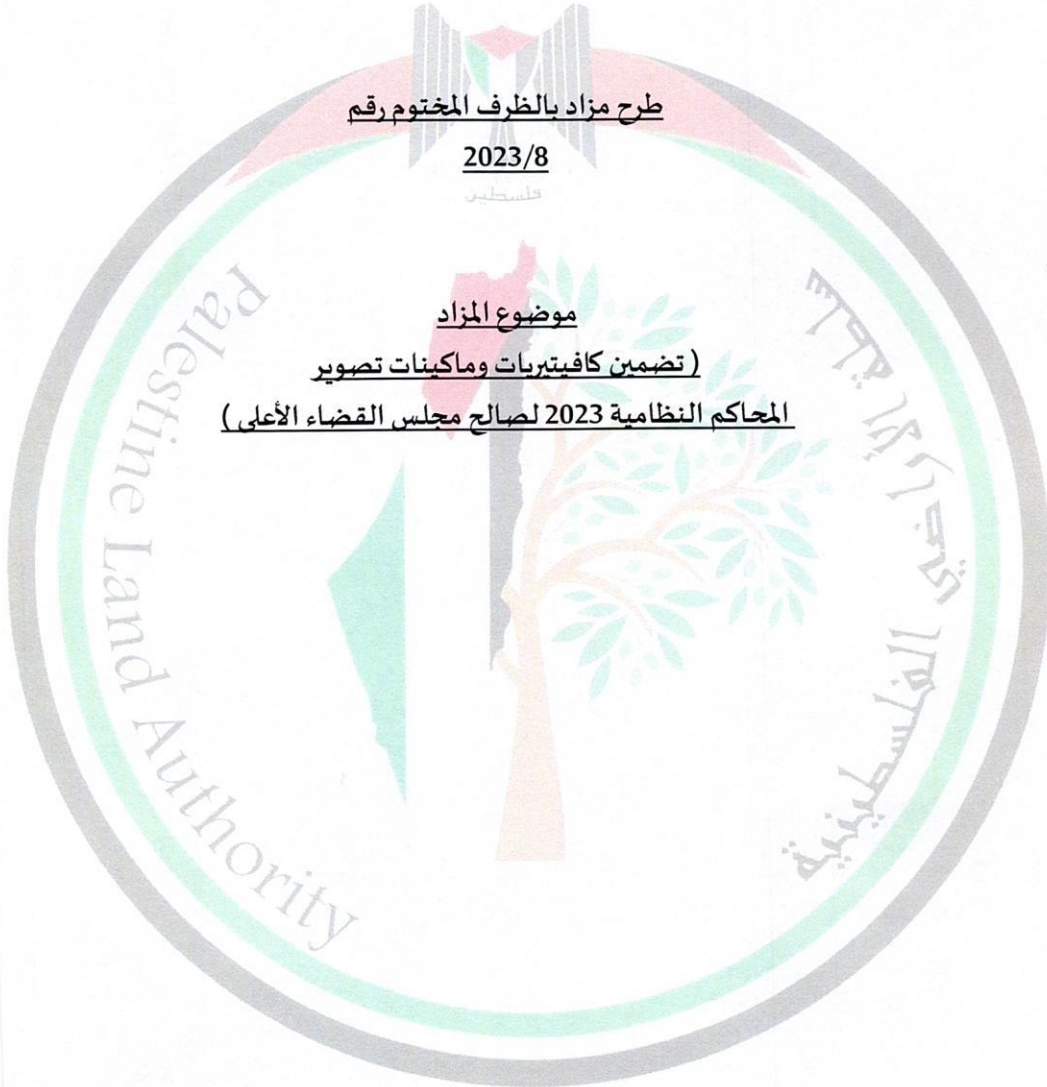 طرح مزاد بالظرف المختوم رقم
2023/8
فلسطين
موضوع المزاد
( تضمين كافيتيريات وماكينات تصوير
المحاكم النظامية 2023 لصالح مجلس القضاء الأعلى )
Palestine Land Authority
سلطة الأراضي الفلسطينية